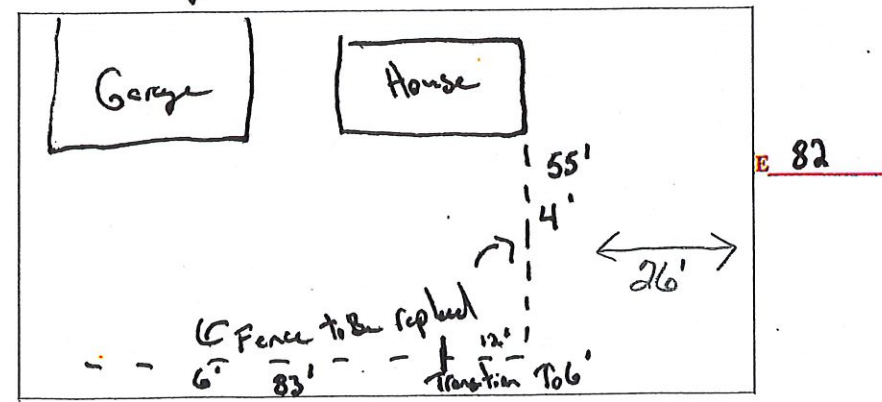 Garage
House
55'
E 82
4'
26'
Fence to Be replaced
12'
6' 83' Transition To 6'